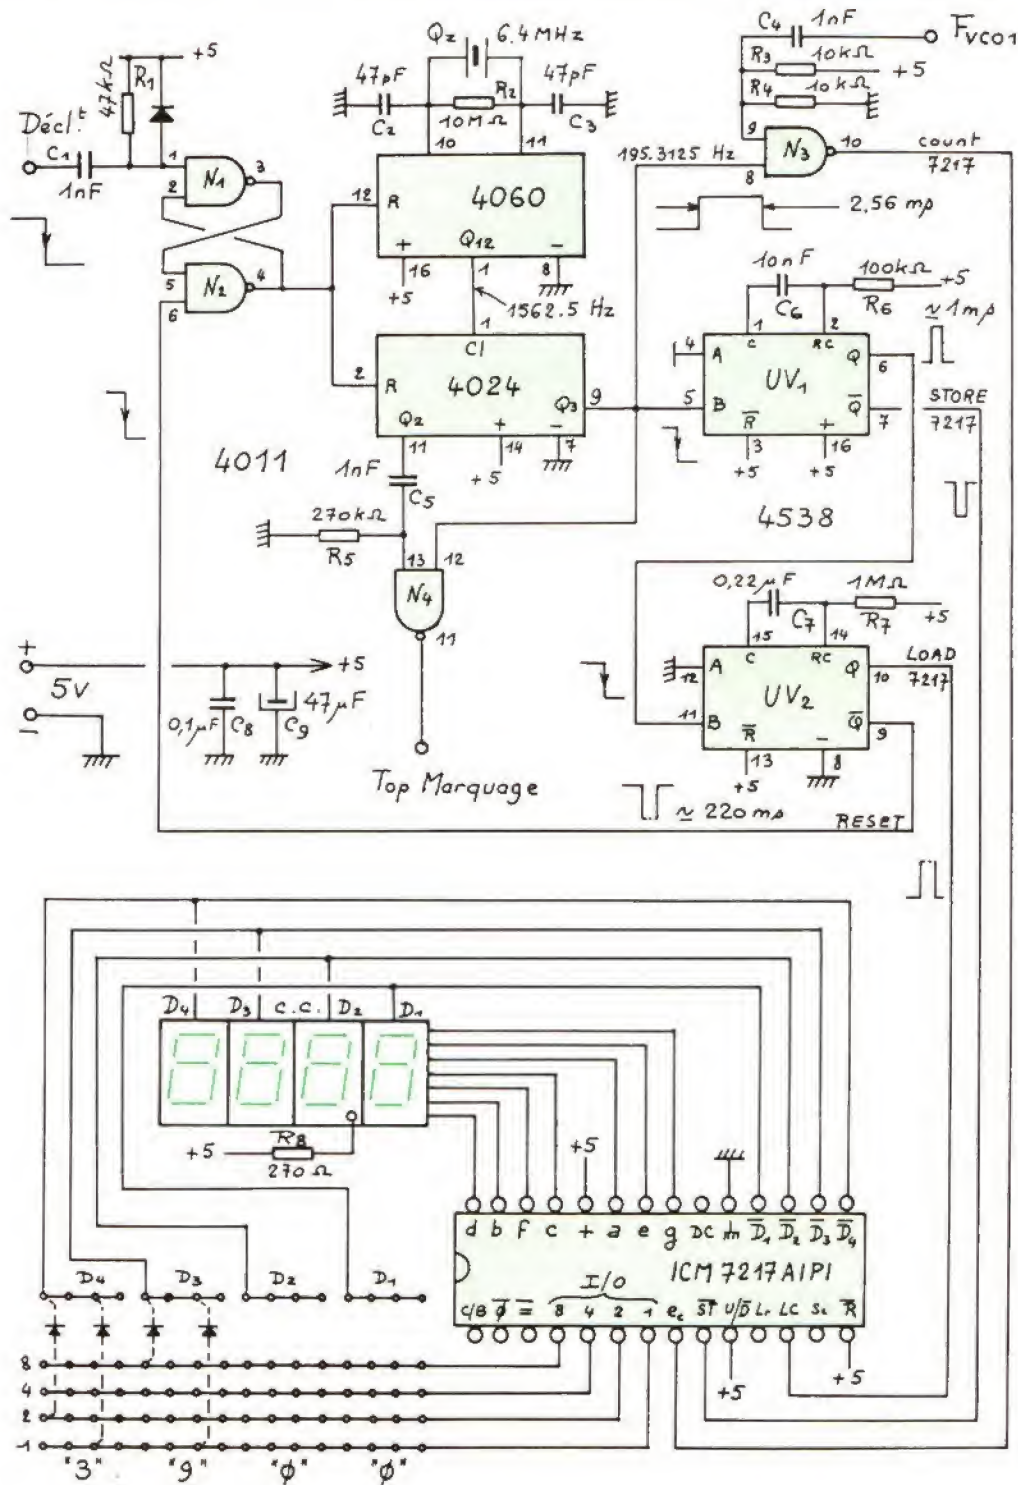 +5
R1
47kΩ
Décl.t
C1
1nF
1
2
N1
3
5
6
N2
4
Qz 6.4MHz
47pF
C2
R2
10MΩ
47pF
C3
10
11
12
R
4060
+
Q12
-
16
+5
1
8
1562.5 Hz
1
Cl
2
R
4024
Q2
+
Q3
-
9
11
14
+5
7
4011
1nF
C5
270kΩ
R5
13
12
N4
11
Top Marquage
C4
1nF
FVCO1
R3
10kΩ
+5
R4
10kΩ
9
N3
10
count
7217
195.3125 Hz
8
2,56 ms
10nF
C6
100kΩ
R6
+5
≃ 1ms
1
2
C
RC
4
A
UV1
Q
6
5
B
R̅
+
Q̅
7
STORE
7217
3
+5
16
+5
4538
0,22µF
C7
1MΩ
R7
+5
15
14
C
RC
12
A
UV2
Q
10
LOAD
7217
11
B
R̅
-
Q̅
9
13
+5
8
≃ 220ms
RESET
+
5V
-
+5
0,1µF
C8
47µF
C9
D4 D3 C.C. D2 D1
+5
R8
270Ω
+5
d b f c + a e g DC D̅1 D̅2 D̅3 D̅4
I/O
ICM 7217AIPI
C/B Φ̅ = 8 4 2 1 ec S̅T̅ U/D̅ Lr LC Sc R̅
+5
+5
D4 D3 D2 D1
8
4
2
1
"3" "9" "Ø" "Ø"